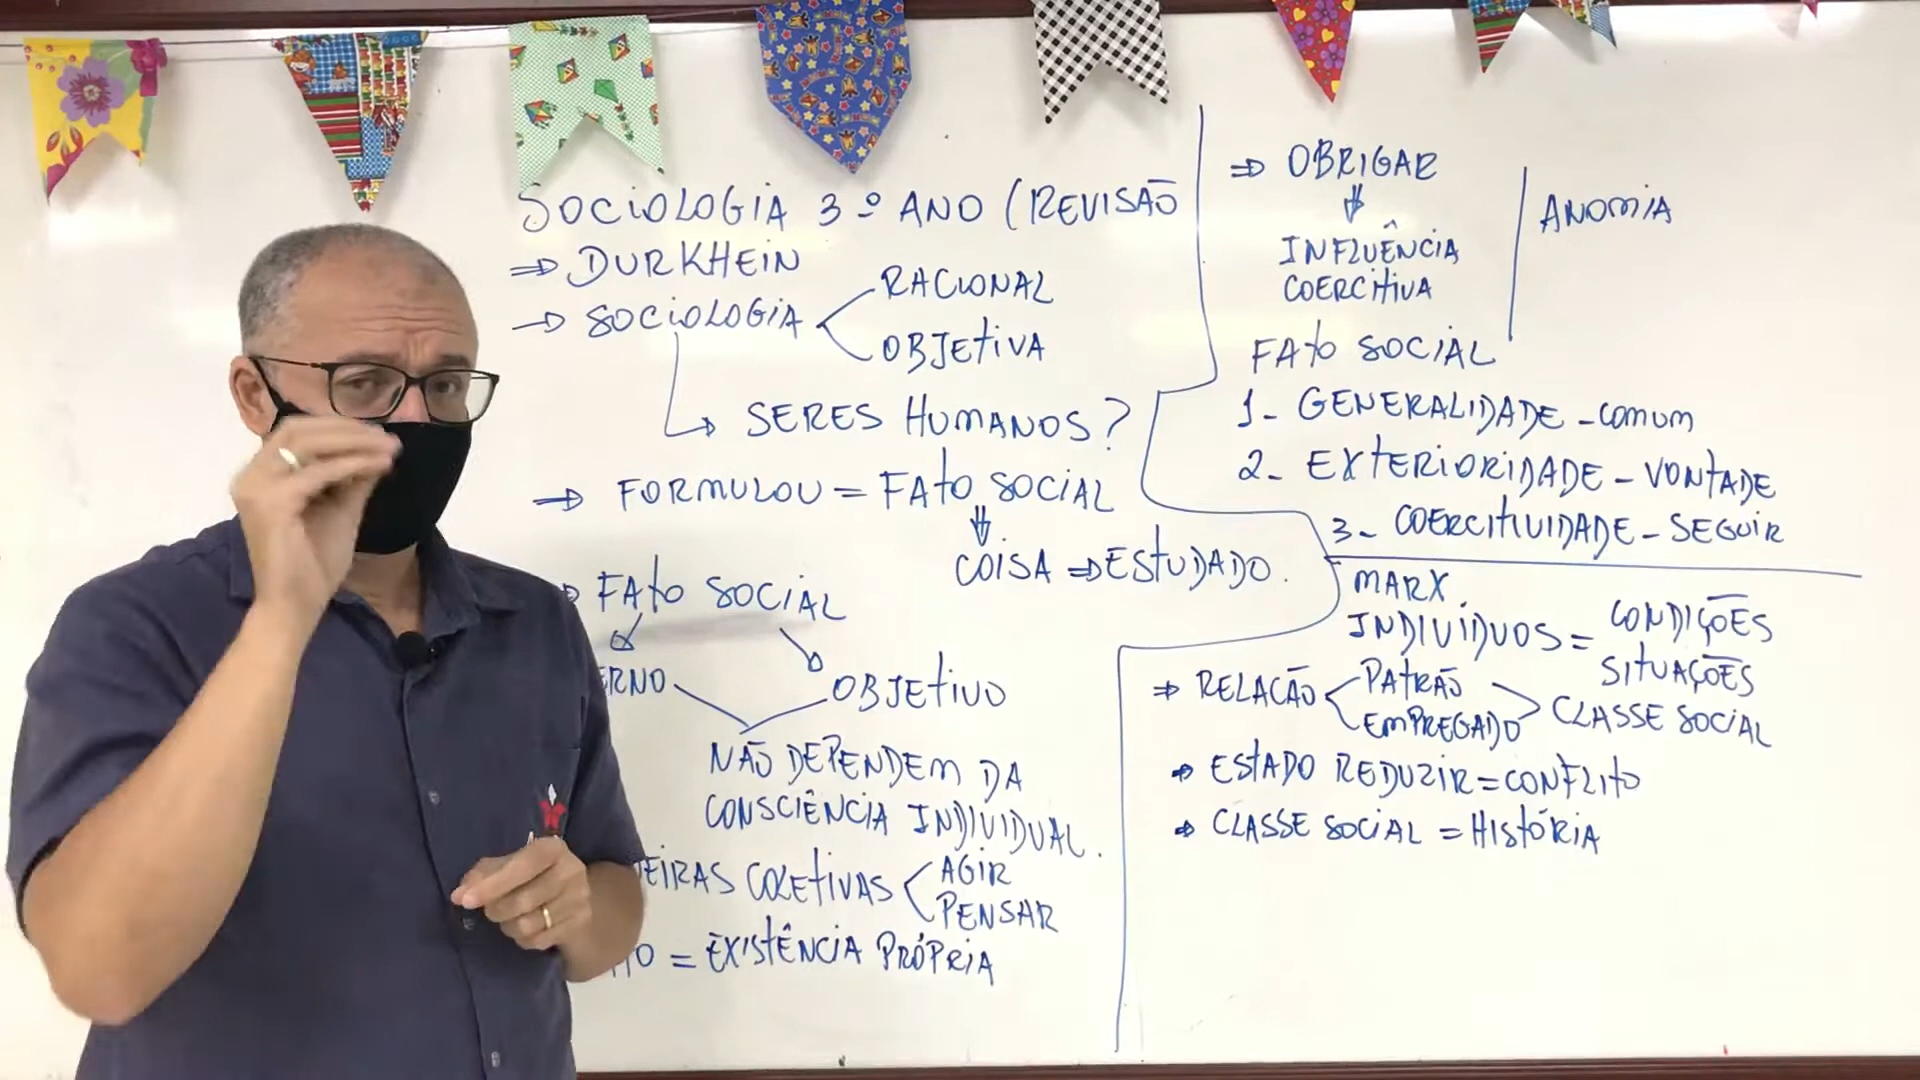 SOCIOLOGIA 3º ANO (REVISÃO
⇒ DURKHEIN
→ SOCIOLOGIA
RACIONAL
OBJETIVA
SERES HUMANOS?
⇒ FORMULOU = FATO SOCIAL
COISA ⇒ ESTUDADO.
FATO SOCIAL
OBJETIVO
NÃO DEPENDEM DA
CONSCIÊNCIA INDIVIDUAL.
COLETIVAS
AGIR
PENSAR
= EXISTÊNCIA PRÓPRIA
⇒ OBRIGAR
INFLUÊNCIA
COERCITIVA
ANOMIA
FATO SOCIAL
1- GENERALIDADE - COMUM
2- EXTERIORIDADE - VONTADE
3- COERCITIVIDADE - SEGUIR
MARX
INDIVÍDUOS = CONDIÇÕES
SITUAÇÕES
⇒ RELAÇÃO
PATRÃO
EMPREGADO
CLASSE SOCIAL
⇒ ESTADO REDUZIR = CONFLITO
⇒ CLASSE SOCIAL = HISTÓRIA